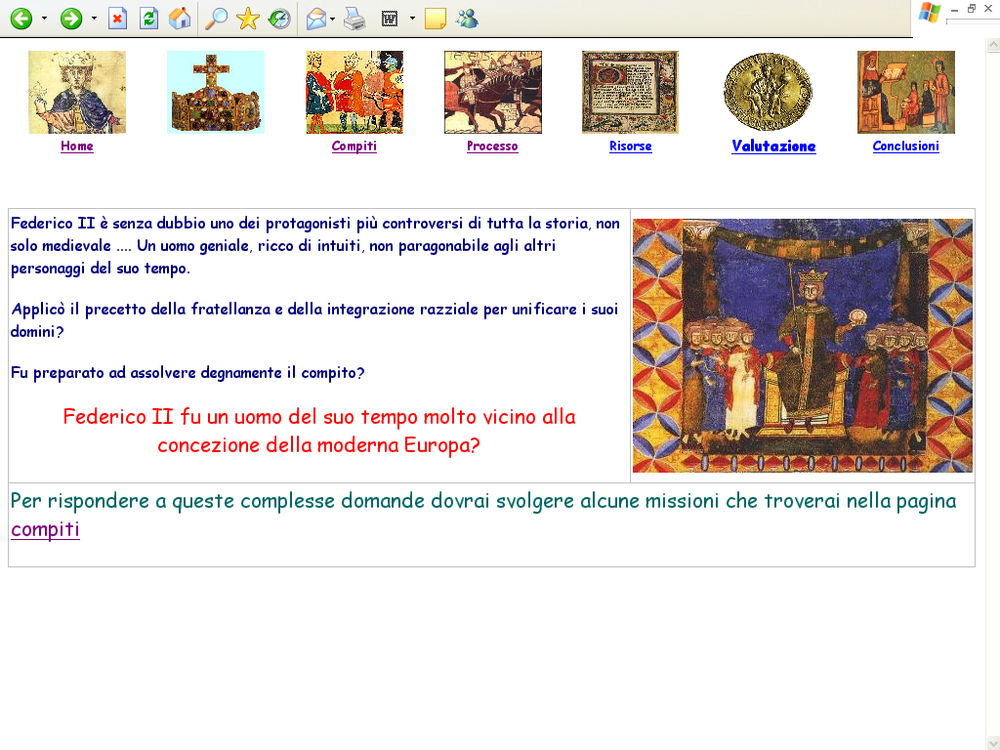 Home
Compiti
Processo
Risorse
Valutazione
Conclusioni
Federico II è senza dubbio uno dei protagonisti più controversi di tutta la storia, non
solo medievale .... Un uomo geniale, ricco di intuiti, non paragonabile agli altri
personaggi del suo tempo.
Applicò il precetto della fratellanza e della integrazione razziale per unificare i suoi
domini?
Fu preparato ad assolvere degnamente il compito?
Federico II fu un uomo del suo tempo molto vicino alla
concezione della moderna Europa?
Per rispondere a queste complesse domande dovrai svolgere alcune missioni che troverai nella pagina
compiti